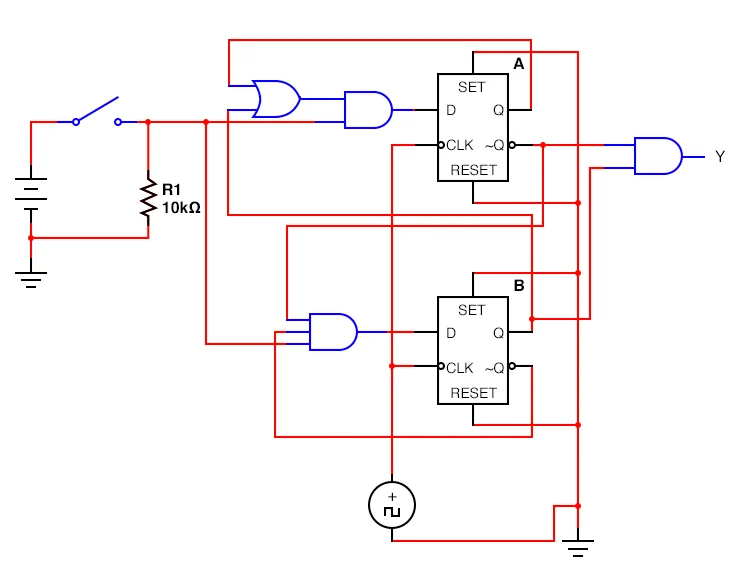 A
SET
D Q
CLK ~Q
RESET
Y
R1
10kΩ
B
SET
D Q
CLK ~Q
RESET
+